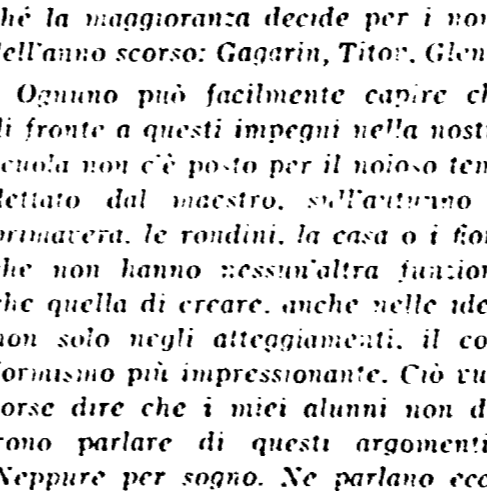 ché la maggioranza decide per i nom
dell'anno scorso: Gagarin, Titov, Glen
Ognuno può facilmente capire ch
di fronte a questi impegni nella nost
scuola non c'è posto per il noioso tem
dettato dal maestro, sull'autunno
primavera, le rondini, la casa o i fio
che non hanno nessun'altra funzion
che quella di creare, anche nelle ide
non solo negli atteggiamenti, il co
formismo più impressionante. Ciò vu
forse dire che i miei alunni non d
rono parlare di questi argomenti
Neppure per sogno. Ne parlano ecc